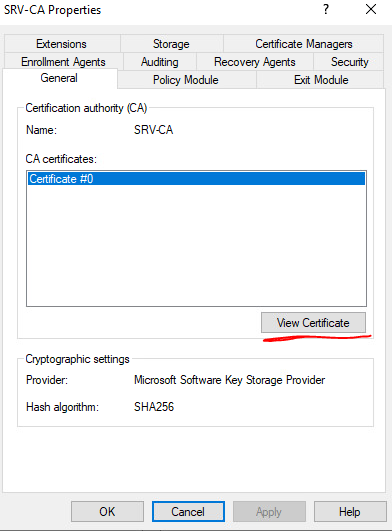 SRV-CA Properties
Extensions Storage Certificate Managers
Enrollment Agents Auditing Recovery Agents Security
General Policy Module Exit Module
Certification authority (CA)
Name: SRV-CA
CA certificates:
Certificate #0
View Certificate
Cryptographic settings
Provider: Microsoft Software Key Storage Provider
Hash algorithm: SHA256
OK Cancel Apply Help